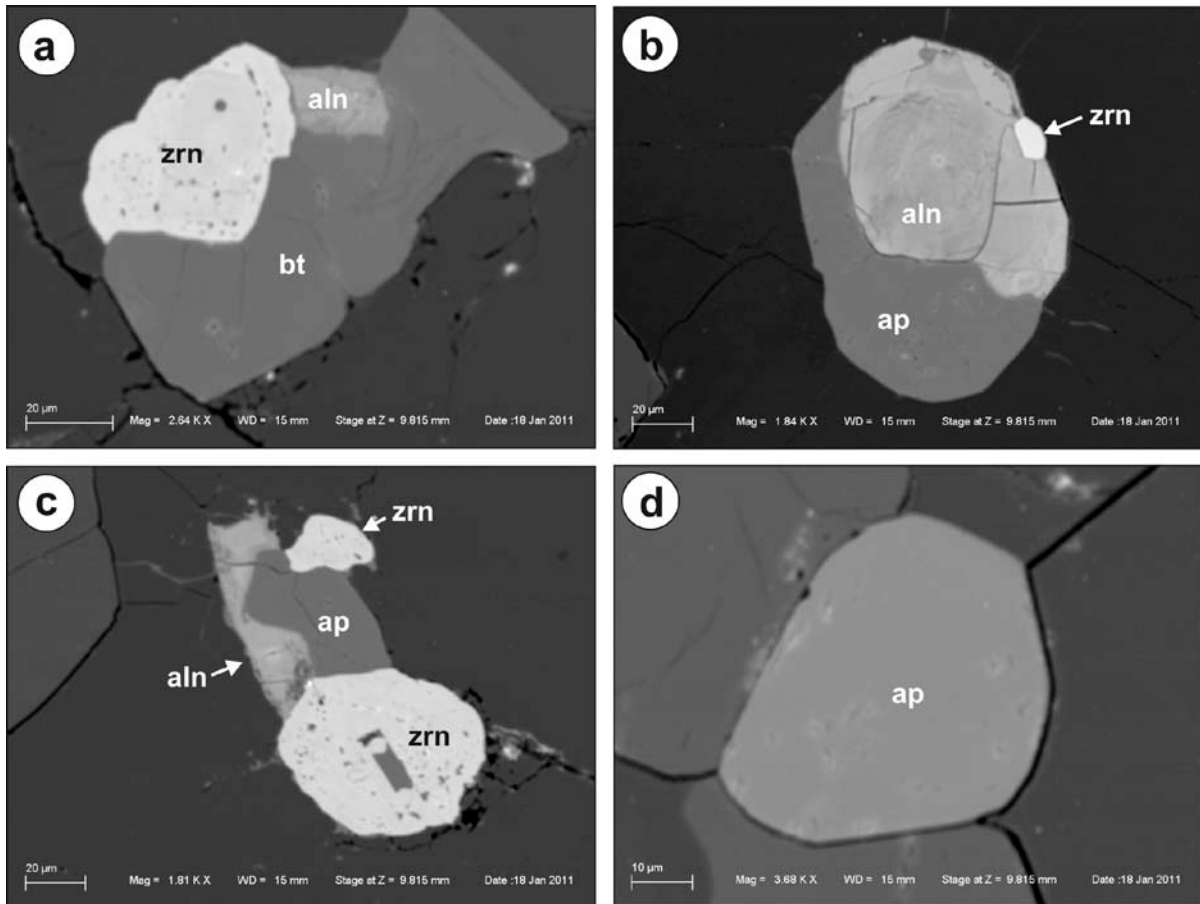 a
aln
zrn
bt
20 µm
Mag = 2.64 K X WD = 15 mm Stage at Z = 9.815 mm Date :18 Jan 2011
b
zrn
aln
ap
20 µm
Mag = 1.84 K X WD = 15 mm Stage at Z = 9.815 mm Date :18 Jan 2011
c
zrn
ap
aln
zrn
20 µm
Mag = 1.81 K X WD = 15 mm Stage at Z = 9.815 mm Date :18 Jan 2011
d
ap
10 µm
Mag = 3.68 K X WD = 15 mm Stage at Z = 9.815 mm Date :18 Jan 2011